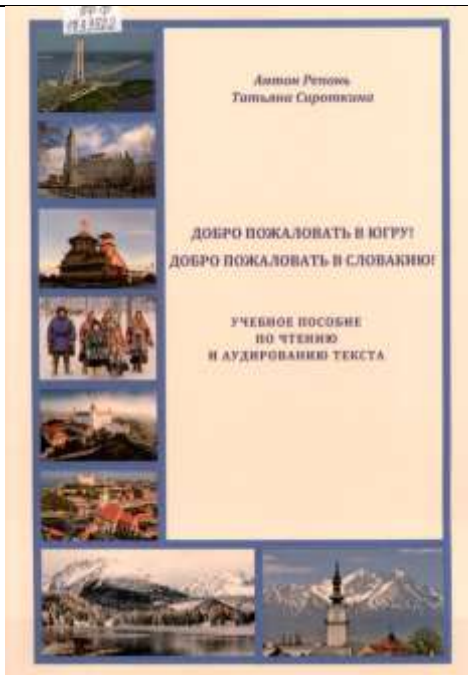 Антон Репонь
Татьяна Сироткина
ДОБРО ПОЖАЛОВАТЬ В ЮГРУ!
ДОБРО ПОЖАЛОВАТЬ В СЛОВАКИЮ!
УЧЕБНОЕ ПОСОБИЕ
ПО ЧТЕНИЮ
И АУДИРОВАНИЮ ТЕКСТА